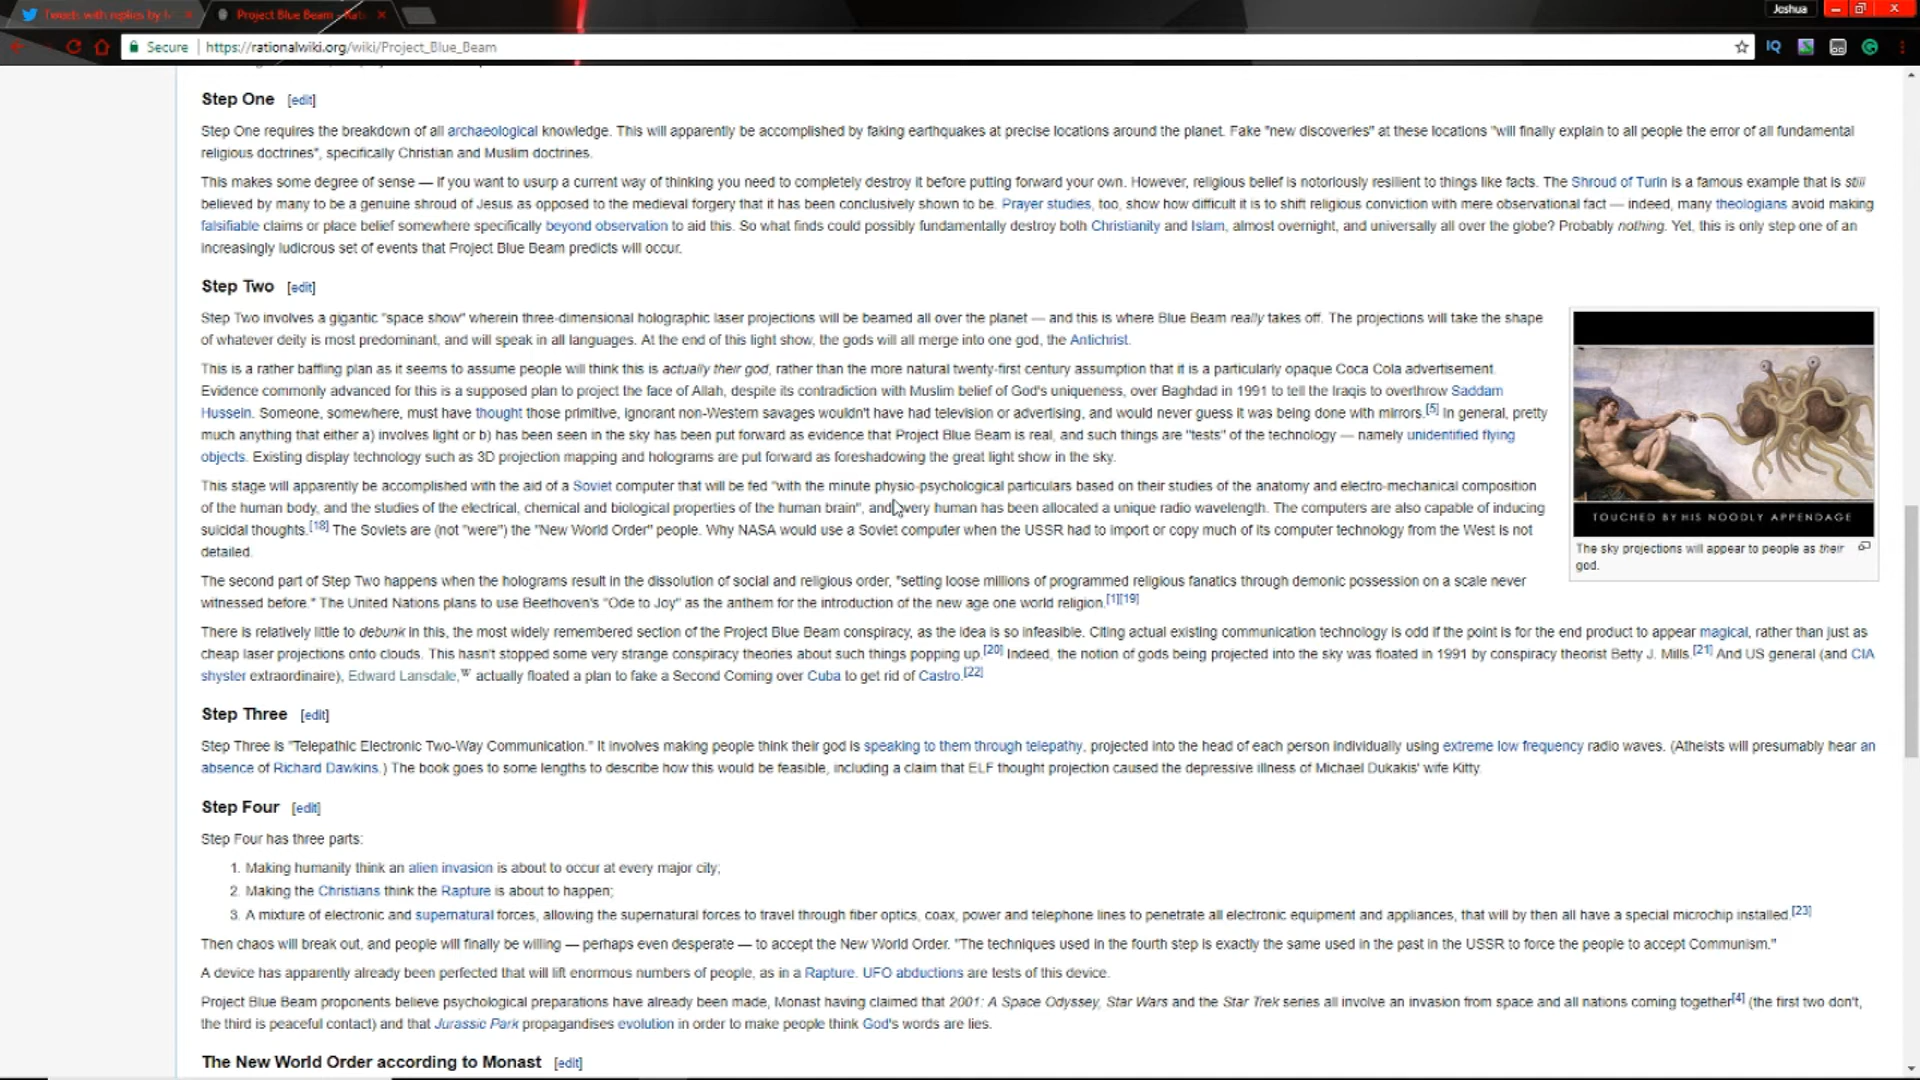 Tweets with replies by
Project Blue Beam - Rati
Joshua
Secure https://rationalwiki.org/wiki/Project_Blue_Beam
IQ
Step One [edit]
Step One requires the breakdown of all archaeological knowledge. This will apparently be accomplished by faking earthquakes at precise locations around the planet. Fake "new discoveries" at these locations "will finally explain to all people the error of all fundamental
religious doctrines", specifically Christian and Muslim doctrines.
This makes some degree of sense — if you want to usurp a current way of thinking you need to completely destroy it before putting forward your own. However, religious belief is notoriously resilient to things like facts. The Shroud of Turin is a famous example that is still
believed by many to be a genuine shroud of Jesus as opposed to the medieval forgery that it has been conclusively shown to be. Prayer studies, too, show how difficult it is to shift religious conviction with mere observational fact — indeed, many theologians avoid making
falsifiable claims or place belief somewhere specifically beyond observation to aid this. So what finds could possibly fundamentally destroy both Christianity and Islam, almost overnight, and universally all over the globe? Probably nothing. Yet, this is only step one of an
increasingly ludicrous set of events that Project Blue Beam predicts will occur.
Step Two [edit]
Step Two involves a gigantic "space show" wherein three-dimensional holographic laser projections will be beamed all over the planet — and this is where Blue Beam really takes off. The projections will take the shape
of whatever deity is most predominant, and will speak in all languages. At the end of this light show, the gods will all merge into one god, the Antichrist.
This is a rather baffling plan as it seems to assume people will think this is actually their god, rather than the more natural twenty-first century assumption that it is a particularly opaque Coca Cola advertisement.
Evidence commonly advanced for this is a supposed plan to project the face of Allah, despite its contradiction with Muslim belief of God's uniqueness, over Baghdad in 1991 to tell the Iraqis to overthrow Saddam
Hussein. Someone, somewhere, must have thought those primitive, ignorant non-Western savages wouldn't have had television or advertising, and would never guess it was being done with mirrors.[5] In general, pretty
much anything that either a) involves light or b) has been seen in the sky has been put forward as evidence that Project Blue Beam is real, and such things are "tests" of the technology — namely unidentified flying
objects. Existing display technology such as 3D projection mapping and holograms are put forward as foreshadowing the great light show in the sky.
This stage will apparently be accomplished with the aid of a Soviet computer that will be fed "with the minute physio-psychological particulars based on their studies of the anatomy and electro-mechanical composition
of the human body, and the studies of the electrical, chemical and biological properties of the human brain", and every human has been allocated a unique radio wavelength. The computers are also capable of inducing
suicidal thoughts.[18] The Soviets are (not "were") the "New World Order" people. Why NASA would use a Soviet computer when the USSR had to import or copy much of its computer technology from the West is not
detailed.
TOUCHED BY HIS NOODLY APPENDAGE
The sky projections will appear to people as their
god.
The second part of Step Two happens when the holograms result in the dissolution of social and religious order, "setting loose millions of programmed religious fanatics through demonic possession on a scale never
witnessed before." The United Nations plans to use Beethoven's "Ode to Joy" as the anthem for the introduction of the new age one world religion.[1][19]
There is relatively little to debunk in this, the most widely remembered section of the Project Blue Beam conspiracy, as the idea is so infeasible. Citing actual existing communication technology is odd if the point is for the end product to appear magical, rather than just as
cheap laser projections onto clouds. This hasn't stopped some very strange conspiracy theories about such things popping up.[20] Indeed, the notion of gods being projected into the sky was floated in 1991 by conspiracy theorist Betty J. Mills.[21] And US general (and CIA
shyster extraordinaire), Edward Lansdale,W actually floated a plan to fake a Second Coming over Cuba to get rid of Castro.[22]
Step Three [edit]
Step Three is "Telepathic Electronic Two-Way Communication." It involves making people think their god is speaking to them through telepathy, projected into the head of each person individually using extreme low frequency radio waves. (Atheists will presumably hear an
absence of Richard Dawkins.) The book goes to some lengths to describe how this would be feasible, including a claim that ELF thought projection caused the depressive illness of Michael Dukakis' wife Kitty.
Step Four [edit]
Step Four has three parts:
1. Making humanity think an alien invasion is about to occur at every major city;
2. Making the Christians think the Rapture is about to happen;
3. A mixture of electronic and supernatural forces, allowing the supernatural forces to travel through fiber optics, coax, power and telephone lines to penetrate all electronic equipment and appliances, that will by then all have a special microchip installed.[23]
Then chaos will break out, and people will finally be willing — perhaps even desperate — to accept the New World Order. "The techniques used in the fourth step is exactly the same used in the past in the USSR to force the people to accept Communism."
A device has apparently already been perfected that will lift enormous numbers of people, as in a Rapture. UFO abductions are tests of this device.
Project Blue Beam proponents believe psychological preparations have already been made, Monast having claimed that 2001: A Space Odyssey, Star Wars and the Star Trek series all involve an invasion from space and all nations coming together[4] (the first two don't,
the third is peaceful contact) and that Jurassic Park propagandises evolution in order to make people think God's words are lies.
The New World Order according to Monast [edit]